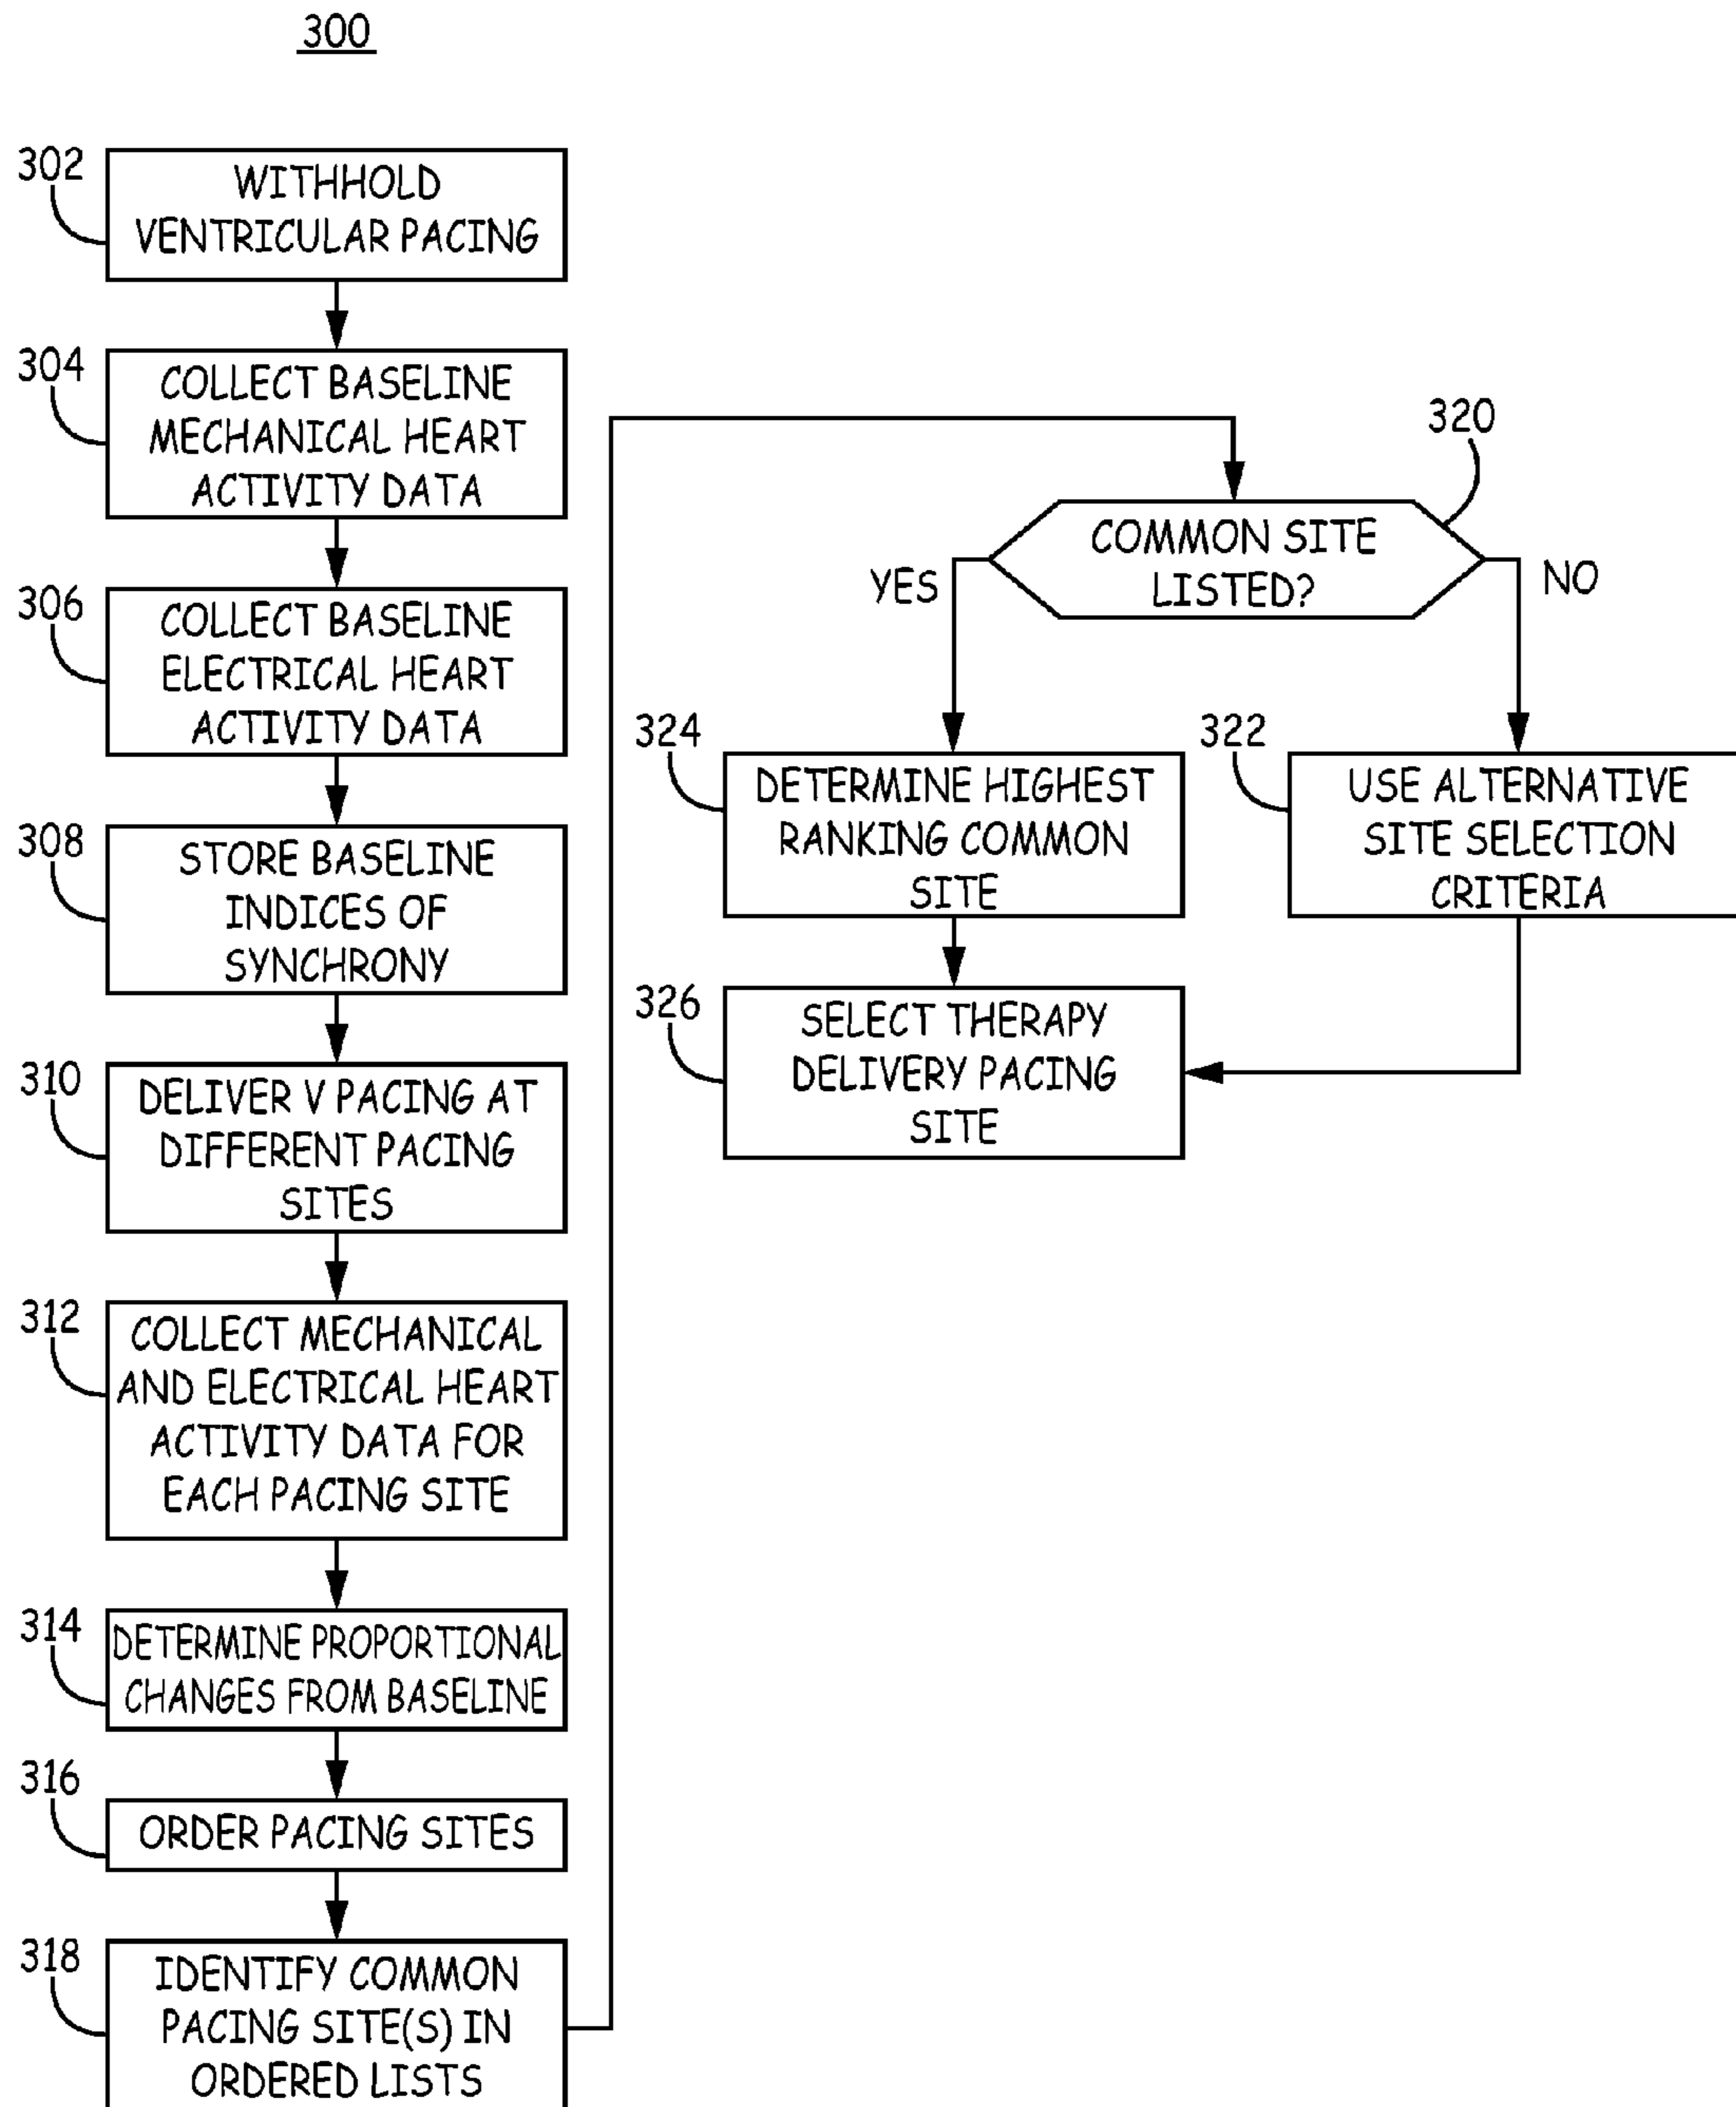 300
302
WITHHOLD
VENTRICULAR PACING
304
COLLECT BASELINE
MECHANICAL HEART
ACTIVITY DATA
306
COLLECT BASELINE
ELECTRICAL HEART
ACTIVITY DATA
308
STORE BASELINE
INDICES OF
SYNCHRONY
310
DELIVER V PACING AT
DIFFERENT PACING
SITES
312
COLLECT MECHANICAL
AND ELECTRICAL HEART
ACTIVITY DATA FOR
EACH PACING SITE
314
DETERMINE PROPORTIONAL
CHANGES FROM BASELINE
316
ORDER PACING SITES
318
IDENTIFY COMMON
PACING SITE(S) IN
ORDERED LISTS
320
COMMON SITE
LISTED?
YES
NO
324
DETERMINE HIGHEST
RANKING COMMON
SITE
322
USE ALTERNATIVE
SITE SELECTION
CRITERIA
326
SELECT THERAPY
DELIVERY PACING
SITE